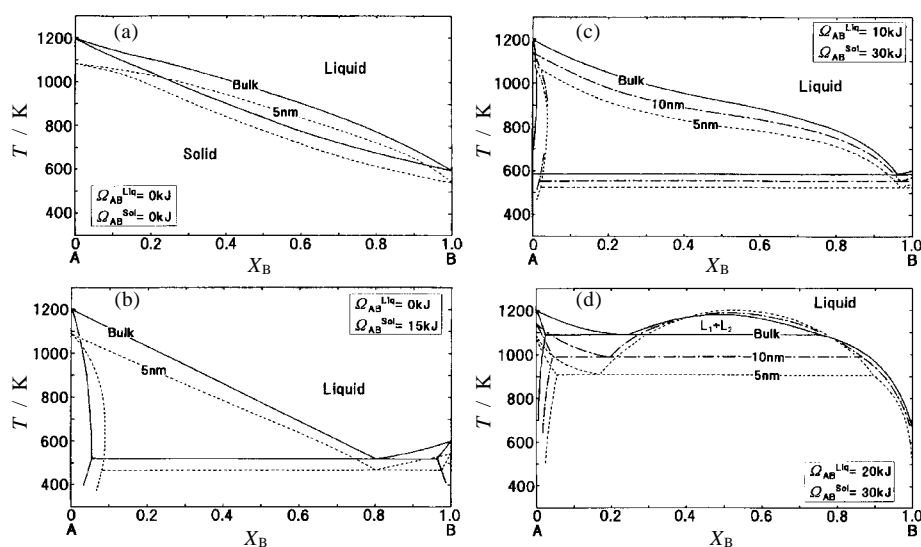 (a)
T / K
1200
1000
800
600
400
Liquid
Bulk
5nm
Solid
Ω_AB^Liq = 0kJ
Ω_AB^Sol = 0kJ
0 0.2 0.4 0.6 0.8 1.0
A X_B B
(c)
T / K
1200
1000
800
600
400
Ω_AB^Liq = 10kJ
Ω_AB^Sol = 30kJ
Bulk
Liquid
10nm
5nm
0 0.2 0.4 0.6 0.8 1.0
A X_B B
(b)
T / K
1200
1000
800
600
400
Ω_AB^Liq = 0kJ
Ω_AB^Sol = 15kJ
Bulk
5nm
Liquid
0 0.2 0.4 0.6 0.8 1.0
A X_B B
(d)
T / K
1200
1000
800
600
400
Liquid
L₁+L₂
Bulk
10nm
5nm
Ω_AB^Liq = 20kJ
Ω_AB^Sol = 30kJ
0 0.2 0.4 0.6 0.8 1.0
A X_B B